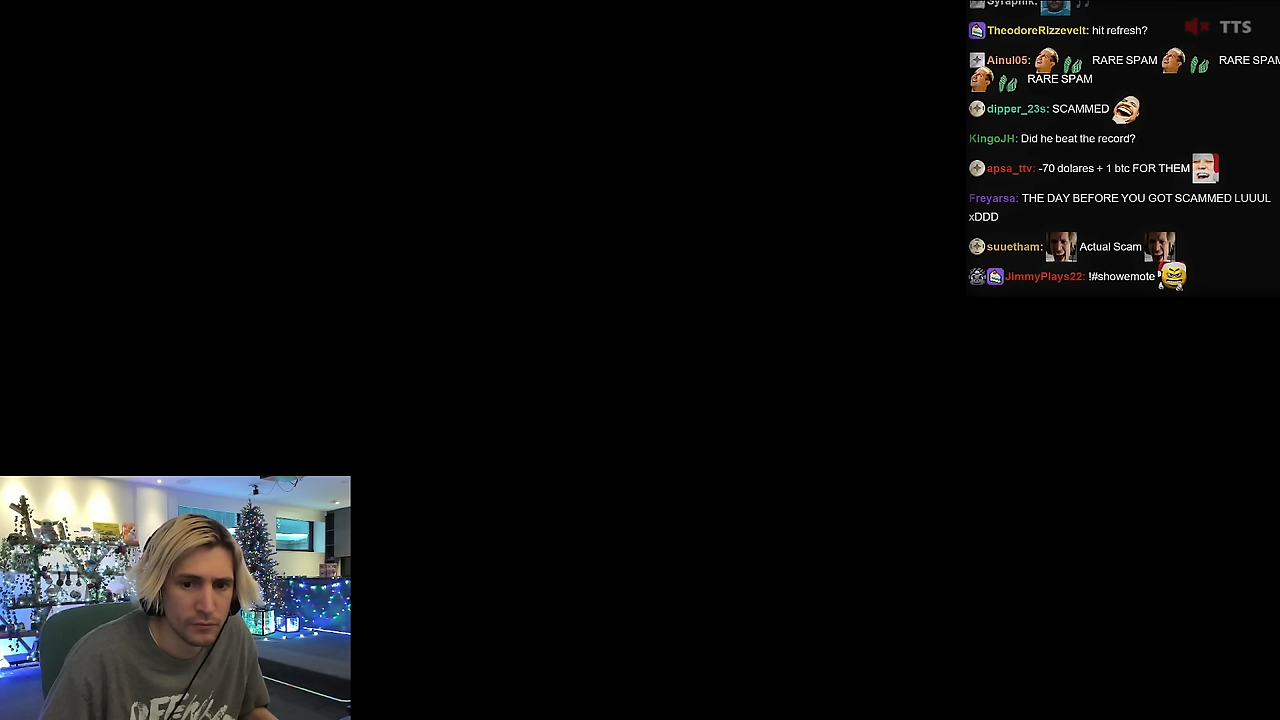 Syraphik:
TTS
TheodoreRizzevelt: hit refresh?
Ainul05: RARE SPAM RARE SPAM
RARE SPAM
dipper_23s: SCAMMED
KingoJH: Did he beat the record?
apsa_ttv: -70 dolares + 1 btc FOR THEM
Freyarsa: THE DAY BEFORE YOU GOT SCAMMED LUUUL
xDDD
suuetham: Actual Scam
JimmyPlays22: !#showemote